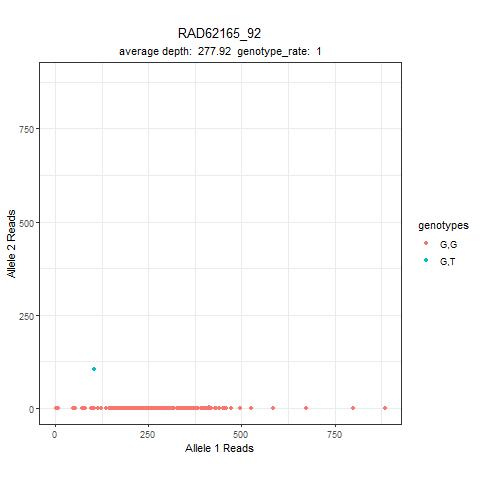 RAD62165_92
average depth: 277.92 genotype_rate: 1
Allele 2 Reads
750
500
250
0
0 250 500 750
Allele 1 Reads
genotypes
G,G
G,T